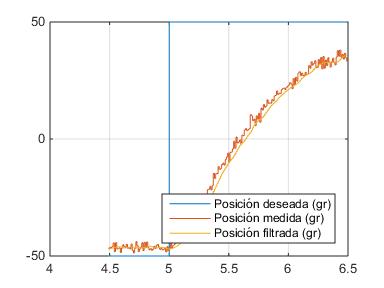 50
0
-50
Posición deseada (gr)
Posición medida (gr)
Posición filtrada (gr)
4 4.5 5 5.5 6 6.5